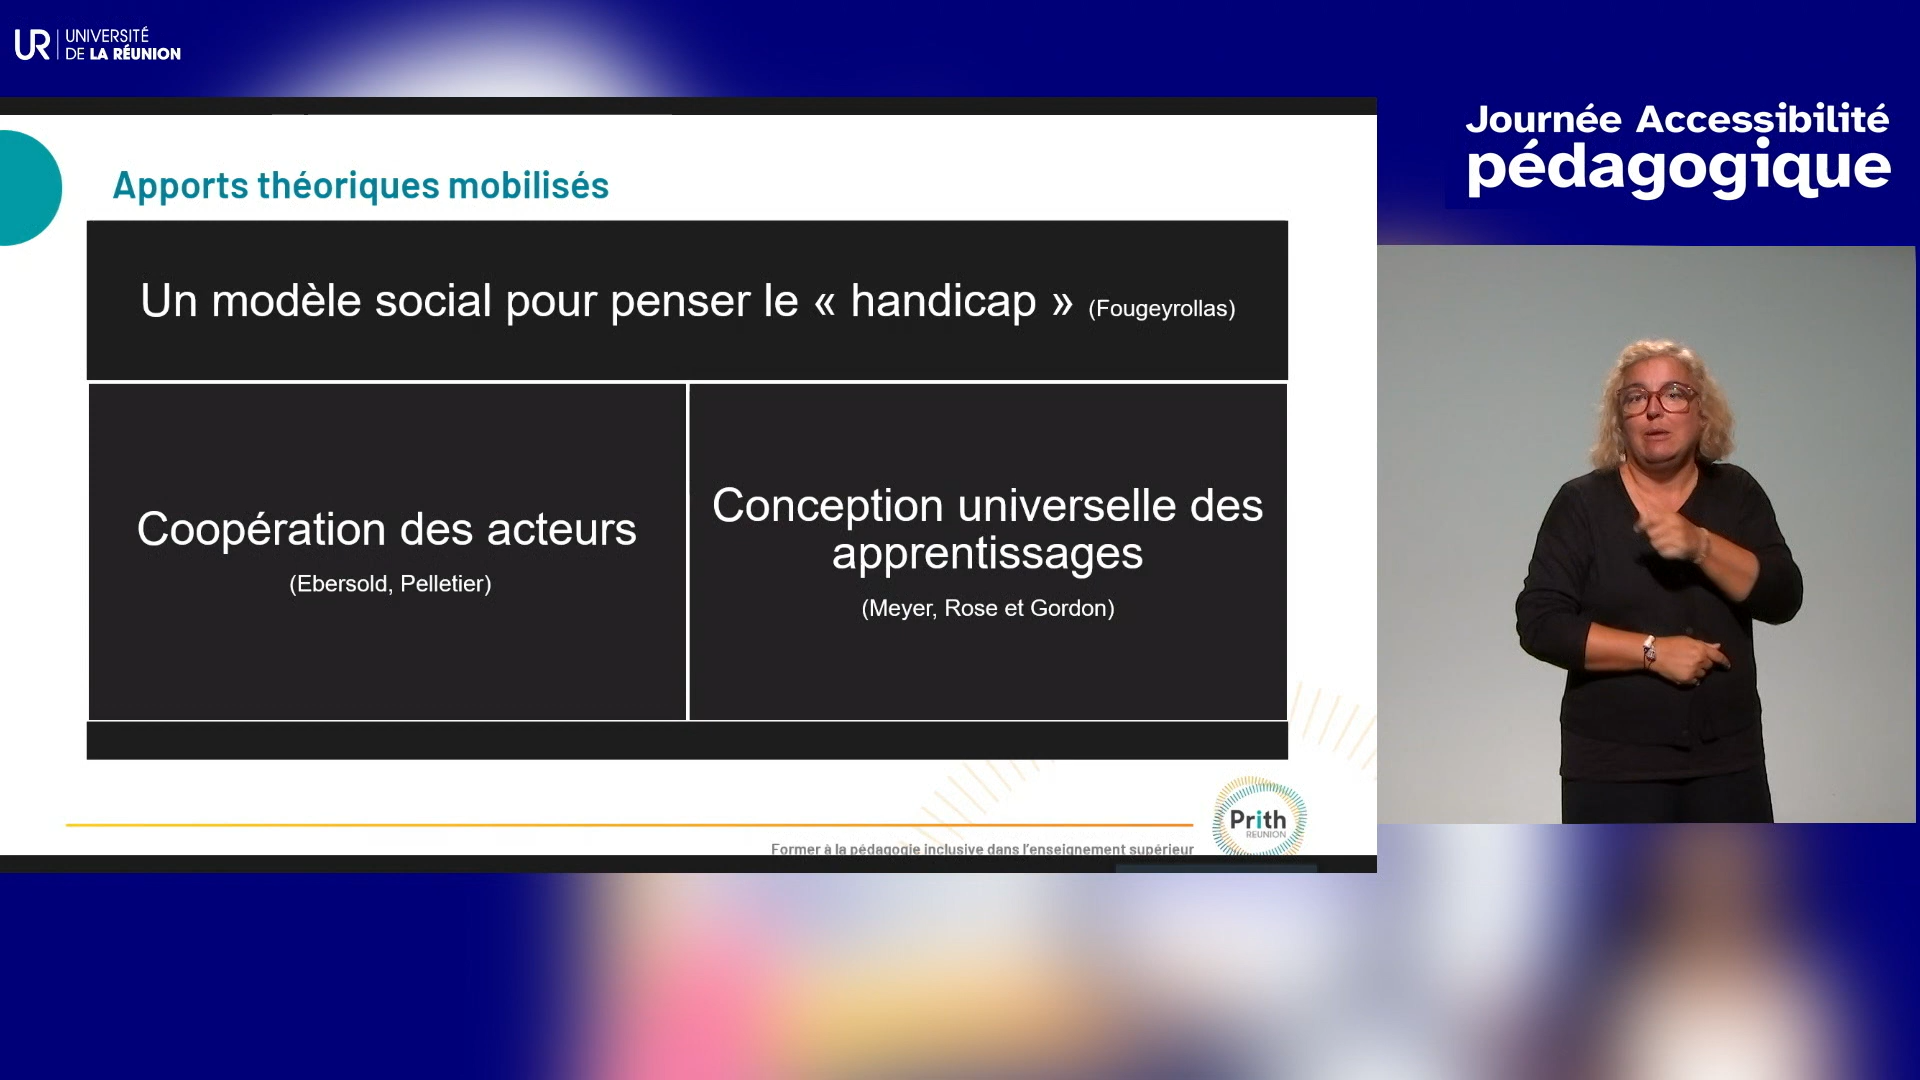 UR UNIVERSITÉ
DE LA RÉUNION
Journée Accessibilité
pédagogique
Apports théoriques mobilisés
Un modèle social pour penser le « handicap » (Fougeyrollas)
Coopération des acteurs
(Ebersold, Pelletier)
Conception universelle des
apprentissages
(Meyer, Rose et Gordon)
Prith
REUNION
Former à la pédagogie inclusive dans l'enseignement supérieur